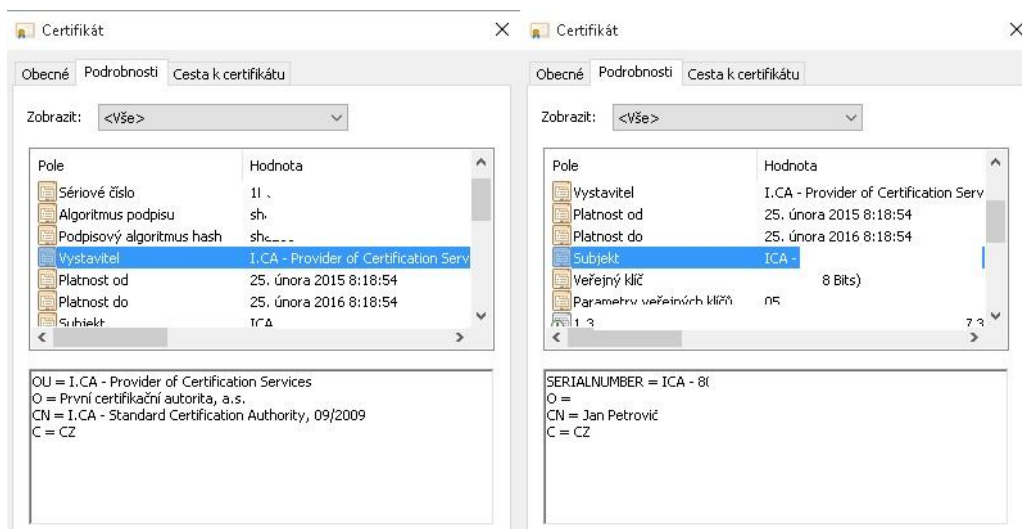 Certifikát
Obecné Podrobnosti Cesta k certifikátu
Zobrazit: <Vše>
Pole Hodnota
Sériové číslo
Algoritmus podpisu
Podpisový algoritmus hash
Vystavitel I.CA - Provider of Certification Serv
Platnost od 25. února 2015 8:18:54
Platnost do 25. února 2016 8:18:54
Subjekt ICA
OU = I.CA - Provider of Certification Services
O = První certifikační autorita, a.s.
CN = I.CA - Standard Certification Authority, 09/2009
C = CZ
Certifikát
Obecné Podrobnosti Cesta k certifikátu
Zobrazit: <Vše>
Pole Hodnota
Vystavitel I.CA - Provider of Certification Serv
Platnost od 25. února 2015 8:18:54
Platnost do 25. února 2016 8:18:54
Subjekt ICA -
Veřejný klíč 8 Bits)
Parametry veřejných klíčů 05
SERIALNUMBER = ICA - 8(
O =
CN = Jan Petrovič
C = CZ